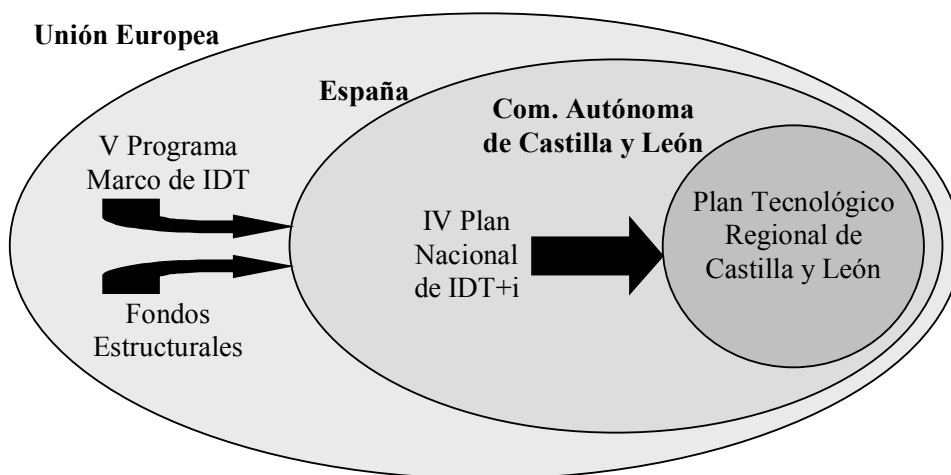 Unión Europea
España
Com. Autónoma
de Castilla y León
V Programa
Marco de IDT
Fondos
Estructurales
IV Plan
Nacional
de IDT+i
Plan Tecnológico
Regional de
Castilla y León